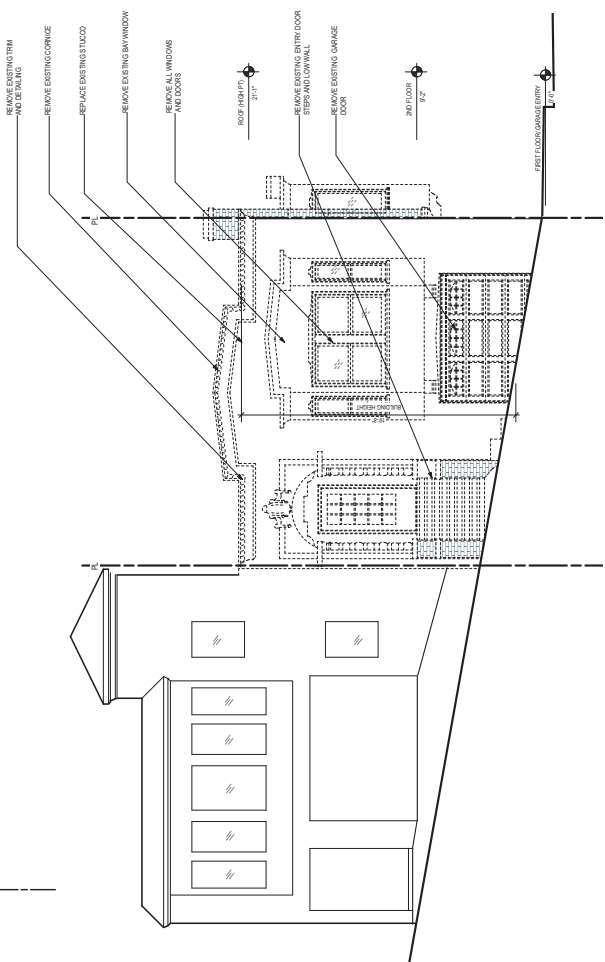 REMOVE EXISTING TRIM
AND DETAILING
REMOVE EXISTING CORNICE
REPLACE EXISTING STUCCO
REMOVE EXISTING BAY WINDOW
REMOVE ALL WINDOWS
AND DOORS
ROOF (HIGH PT)
21'-1"
REMOVE EXISTING ENTRY DOOR
STEPS AND LOW WALL
REMOVE EXISTING GARAGE
DOOR
2ND FLOOR
9'-2"
FIRST FLOOR/ GARAGE ENTRY
0'-0"
PL
PL
BUILDING HEIGHT